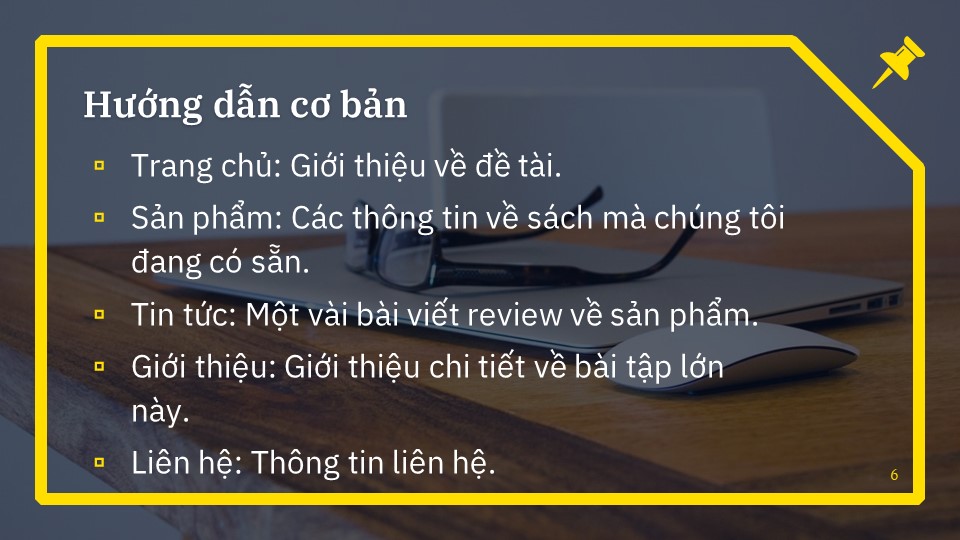 Hướng dẫn cơ bản
Trang chủ: Giới thiệu về đề tài.
Sản phẩm: Các thông tin về sách mà chúng tôi
đang có sẵn.
Tin tức: Một vài bài viết review về sản phẩm.
Giới thiệu: Giới thiệu chi tiết về bài tập lớn
này.
Liên hệ: Thông tin liên hệ.
6